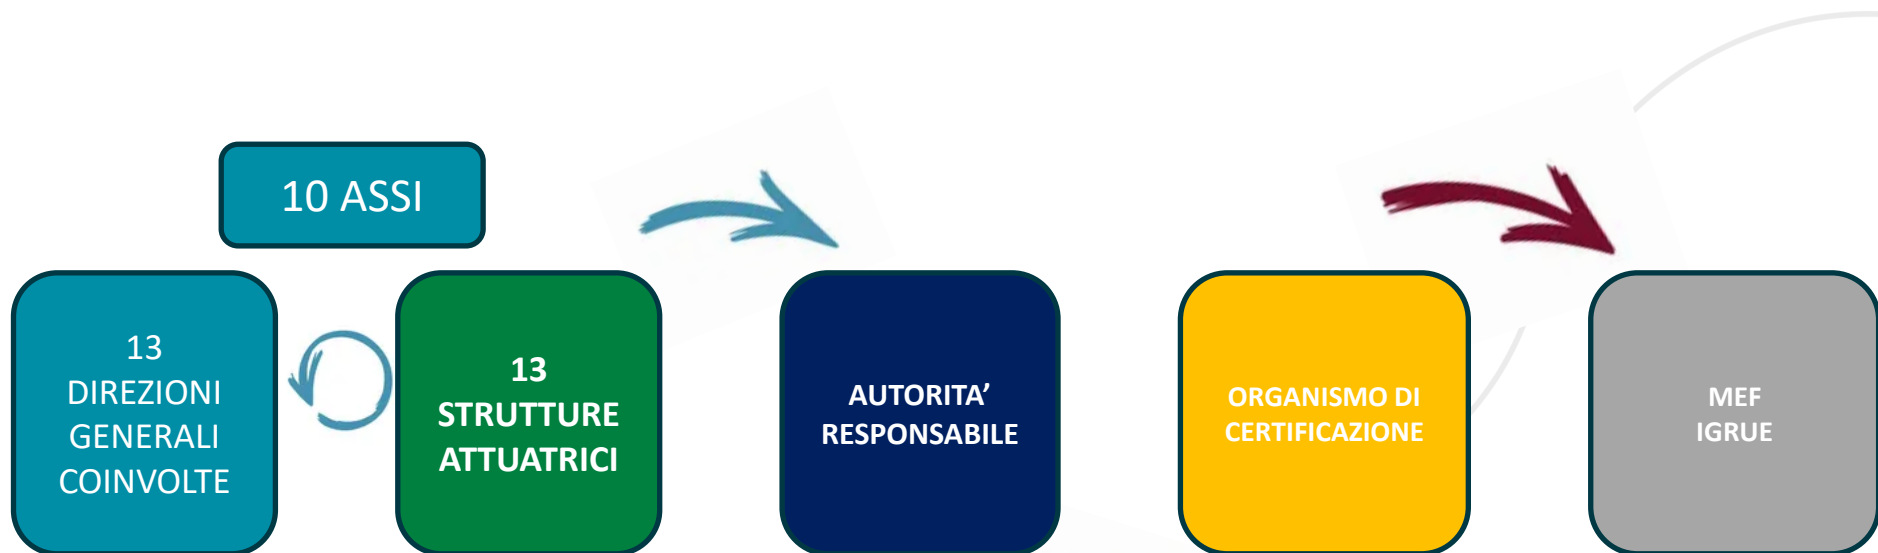 10 ASSI
13
DIREZIONI
GENERALI
COINVOLTE
13
STRUTTURE
ATTUATRICI
AUTORITA’
RESPONSABILE
ORGANISMO DI
CERTIFICAZIONE
MEF
IGRUE